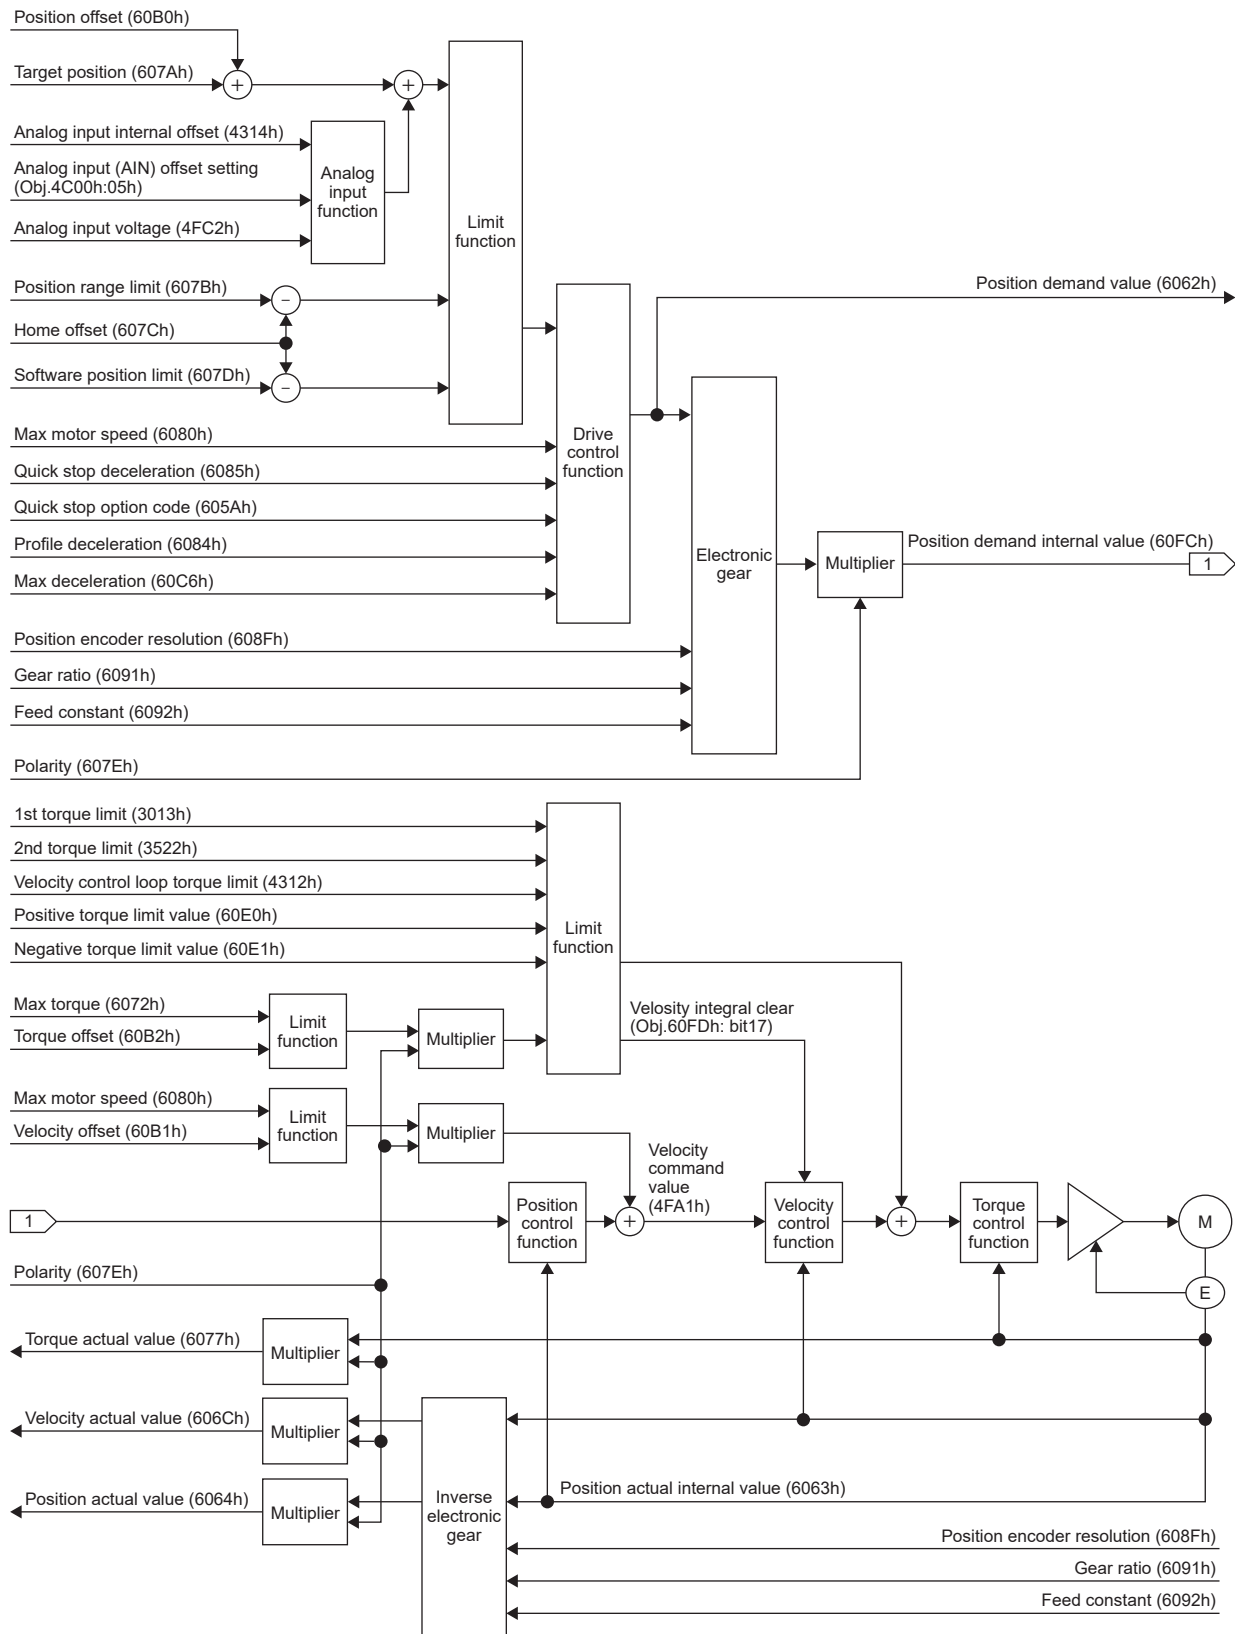 Position offset (60B0h)
Target position (607Ah)
+
+
Analog input internal offset (4314h)
Analog input (AIN) offset setting
(Obj.4C00h:05h)
Analog input voltage (4FC2h)
Analog
input
function
Limit
function
Position range limit (607Bh)
−
Home offset (607Ch)
Software position limit (607Dh)
−
Position demand value (6062h)
Max motor speed (6080h)
Quick stop deceleration (6085h)
Quick stop option code (605Ah)
Profile deceleration (6084h)
Max deceleration (60C6h)
Drive
control
function
Electronic
gear
Multiplier
Position demand internal value (60FCh)
1
Position encoder resolution (608Fh)
Gear ratio (6091h)
Feed constant (6092h)
Polarity (607Eh)
1st torque limit (3013h)
2nd torque limit (3522h)
Velocity control loop torque limit (4312h)
Positive torque limit value (60E0h)
Negative torque limit value (60E1h)
Limit
function
Max torque (6072h)
Torque offset (60B2h)
Limit
function
Multiplier
Velosity integral clear
(Obj.60FDh: bit17)
Max motor speed (6080h)
Velocity offset (60B1h)
Limit
function
Multiplier
Velocity
command
value
(4FA1h)
1
Position
control
function
+
Velocity
control
function
+
Torque
control
function
M
E
Polarity (607Eh)
Torque actual value (6077h)
Multiplier
Velocity actual value (606Ch)
Multiplier
Position actual value (6064h)
Multiplier
Inverse
electronic
gear
Position actual internal value (6063h)
Position encoder resolution (608Fh)
Gear ratio (6091h)
Feed constant (6092h)